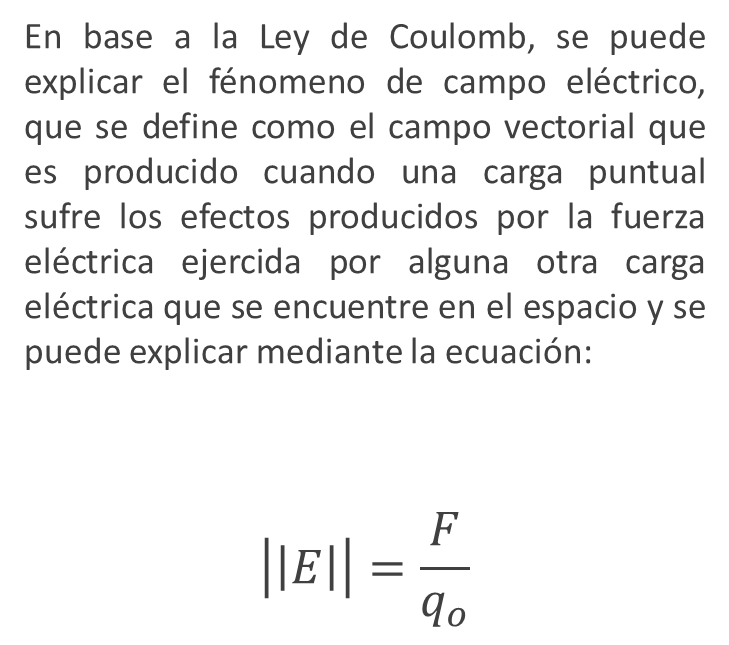 En base a la Ley de Coulomb, se puede
explicar el fénomeno de campo eléctrico,
que se define como el campo vectorial que
es producido cuando una carga puntual
sufre los efectos producidos por la fuerza
eléctrica ejercida por alguna otra carga
eléctrica que se encuentre en el espacio y se
puede explicar mediante la ecuación:
||E|| = F / q₀